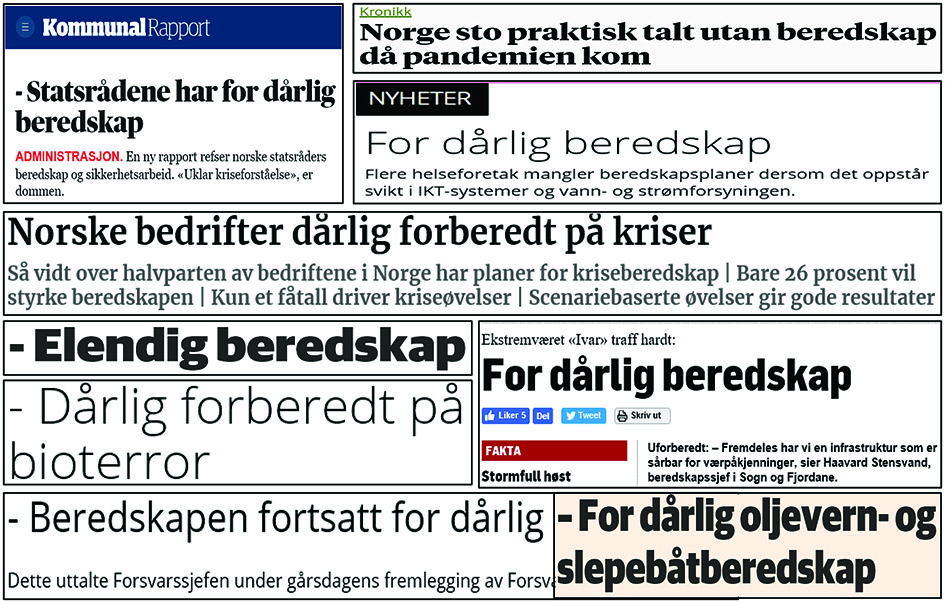 Kommunal Rapport
- Statsrådene har for dårlig
beredskap
ADMINISTRASJON. En ny rapport refser norske statsråders
beredskap og sikkerhetsarbeid. «Uklar kriseforståelse», er
dommen.
Kronikk
Norge sto praktisk talt utan beredskap
då pandemien kom
NYHETER
For dårlig beredskap
Flere helseforetak mangler beredskapsplaner dersom det oppstår
svikt i IKT-systemer og vann- og strømforsyningen.
Norske bedrifter dårlig forberedt på kriser
Så vidt over halvparten av bedriftene i Norge har planer for kriseberedskap | Bare 26 prosent vil
styrke beredskapen | Kun et fåtall driver kriseøvelser | Scenariebaserte øvelser gir gode resultater
- Elendig beredskap
- Dårlig forberedt på
bioterror
Ekstremværet «Ivar» traff hardt:
For dårlig beredskap
Liker 5 Del Tweet Skriv ut
FAKTA
Stormfull høst
Uforberedt: – Fremdeles har vi en infrastruktur som er
sårbar for værpåkjenninger, sier Haavard Stensvand,
beredskapssjef i Sogn og Fjordane.
- Beredskapen fortsatt for dårlig
Dette uttalte Forsvarssjefen under gårsdagens fremlegging av Forsva
– For dårlig oljevern- og
slepebåtberedskap